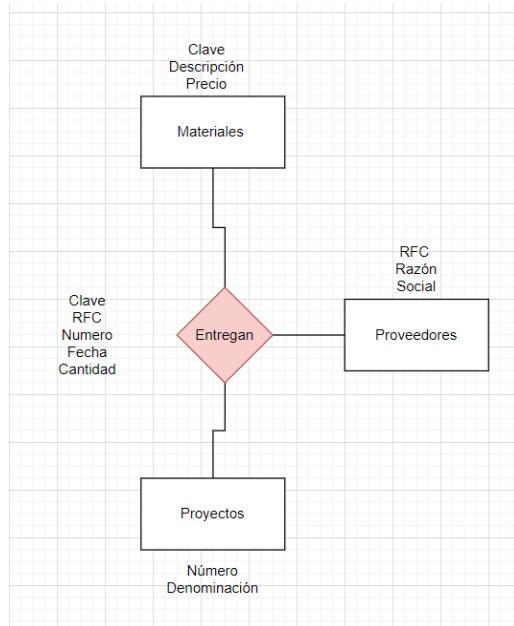 Clave
Descripción
Precio
Materiales
RFC
Razón
Social
Clave
RFC
Numero
Fecha
Cantidad
Entregan
Proveedores
Proyectos
Número
Denominación